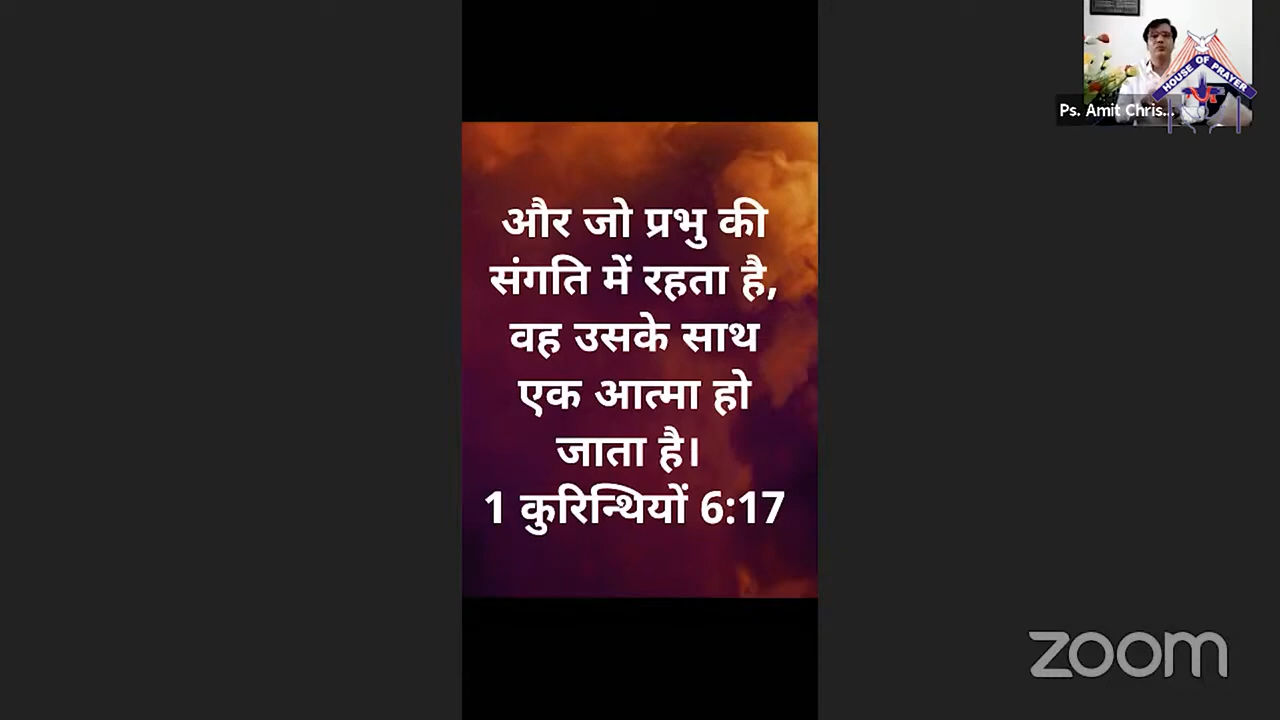 HOUSE OF PRAYER
Ps. Amit Chris...
और जो प्रभु की
संगति में रहता है,
वह उसके साथ
एक आत्मा हो
जाता है।
1 कुरिन्थियों 6:17
zoom